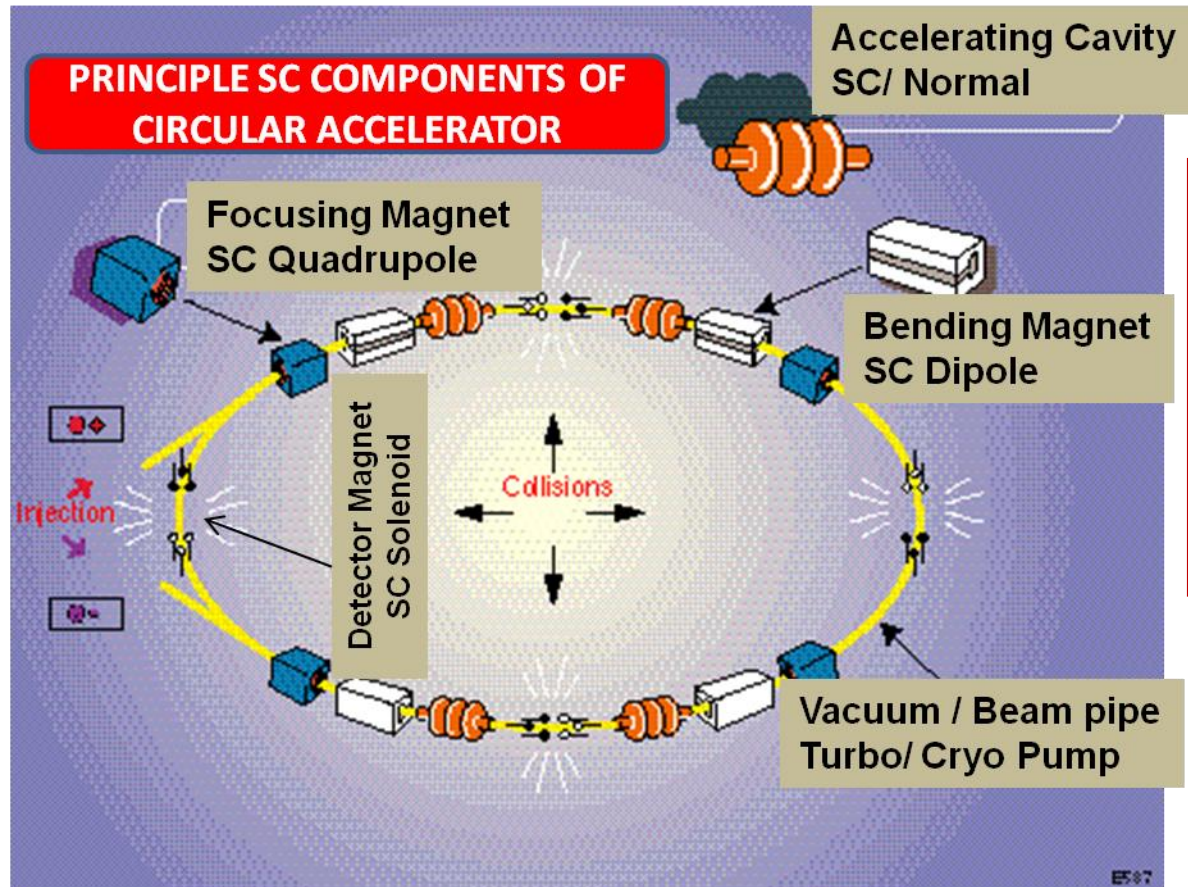 PRINCIPLE SC COMPONENTS OF
CIRCULAR ACCELERATOR
Accelerating Cavity
SC/ Normal
Focusing Magnet
SC Quadrupole
Bending Magnet
SC Dipole
Detector Magnet
SC Solenoid
Collisions
Injection
Vacuum / Beam pipe
Turbo/ Cryo Pump